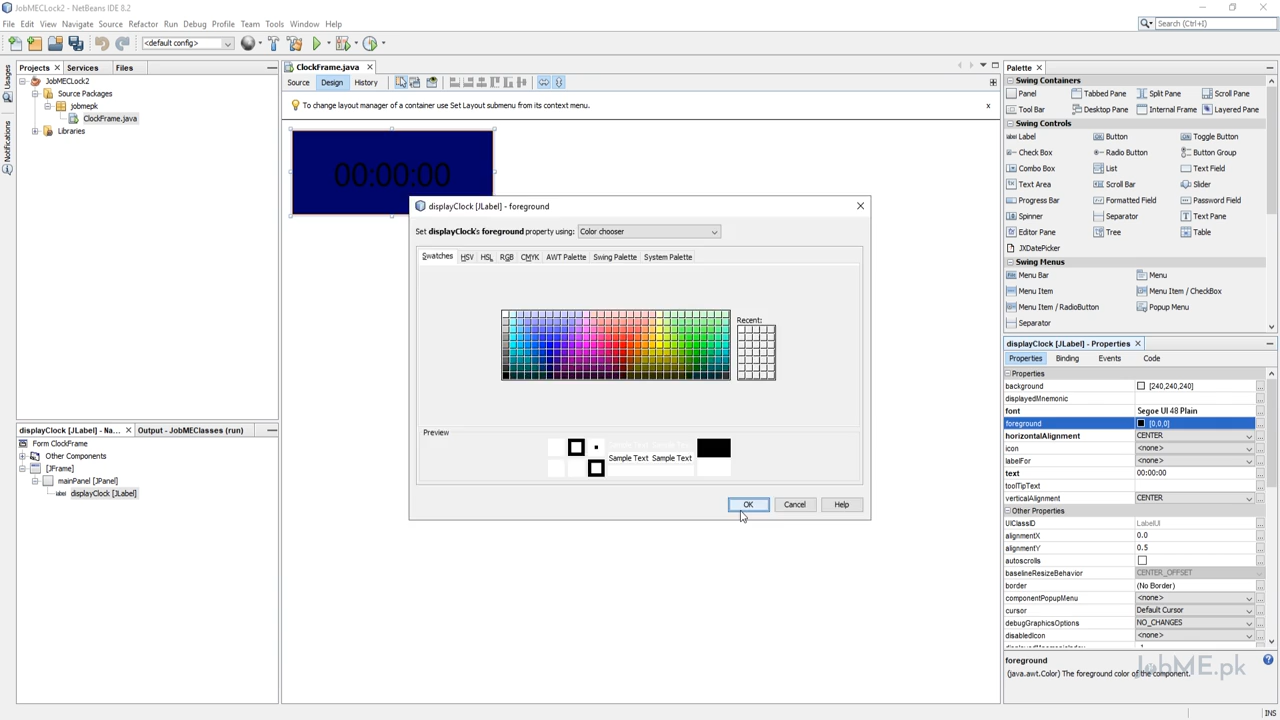 JobMECLock2 - NetBeans IDE 8.2
File Edit View Navigate Source Refactor Run Debug Profile Team Tools Window Help
Search (Ctrl+I)
<default config>
Projects Services Files
ClockFrame.java
Palette
Usages
Notifications
JobMECLock2
Source Packages
jobmepk
ClockFrame.java
Libraries
Source Design History
To change layout manager of a container use Set Layout submenu from its context menu. x
00:00:00
displayClock [JLabel] - foreground
Set displayClock's foreground property using: Color chooser
Swatches HSV HSL RGB CMYK AWT Palette Swing Palette System Palette
Recent:
Preview
Sample Text Sample Text
Sample Text Sample Text
OK Cancel Help
Swing Containers
Panel Tabbed Pane Split Pane Scroll Pane
Tool Bar Desktop Pane Internal Frame Layered Pane
Swing Controls
Label Button Toggle Button
Check Box Radio Button Button Group
Combo Box List Text Field
Text Area Scroll Bar Slider
Progress Bar Formatted Field Password Field
Spinner Separator Text Pane
Editor Pane Tree Table
JXDatePicker
Swing Menus
Menu Bar Menu
Menu Item Menu Item / CheckBox
Menu Item / RadioButton Popup Menu
Separator
displayClock [JLabel] - Properties
Properties Binding Events Code
Properties
background [240,240,240]
displayedMnemonic
font Segoe UI 48 Plain
foreground [0,0,0]
horizontalAlignment CENTER
icon <none>
labelFor <none>
text 00:00:00
toolTipText
verticalAlignment CENTER
Other Properties
UIClassID LabelUI
alignmentX 0.0
alignmentY 0.5
autoscrolls
baselineResizeBehavior CENTER_OFFSET
border (No Border)
componentPopupMenu <none>
cursor Default Cursor
debugGraphicsOptions NO_CHANGES
disabledIcon <none>
foreground
(java.awt.Color) The foreground color of the component.
JobME.pk
displayClock [JLabel] - Na... Output - JobMEClasses (run)
Form ClockFrame
Other Components
[JFrame]
mainPanel [JPanel]
label displayClock [JLabel]
INS